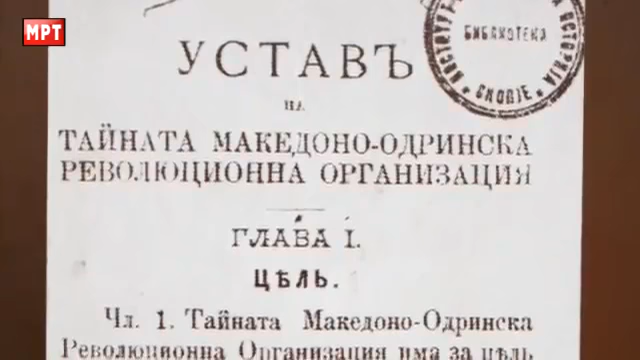 МРТ
УСТАВЪ
НА
ТАЙНАТА МАКЕДОНО-ОДРИНСКА
РЕВОЛЮЦИОННА ОРГАНИЗАЦИЯ
ГЛАВА I.
ЦѢЛЬ.
Чл. 1. Тайната Македоно-Одринска
Революционна Организация има за цѣль
БИБЛИОТЕКА
СКОПЈЕ
ИСТОРИЈА